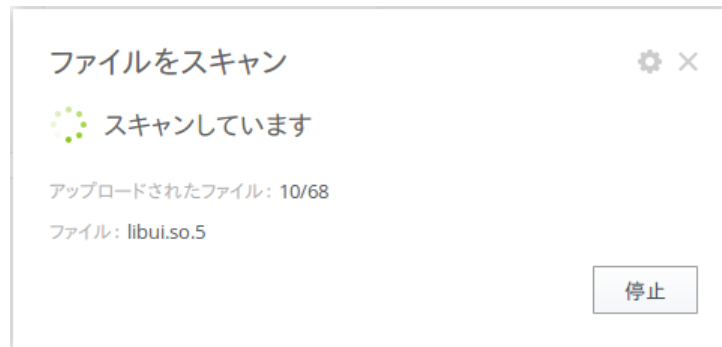 ファイルをスキャン
スキャンしています
アップロードされたファイル: 10/68
ファイル: libui.so.5
停止